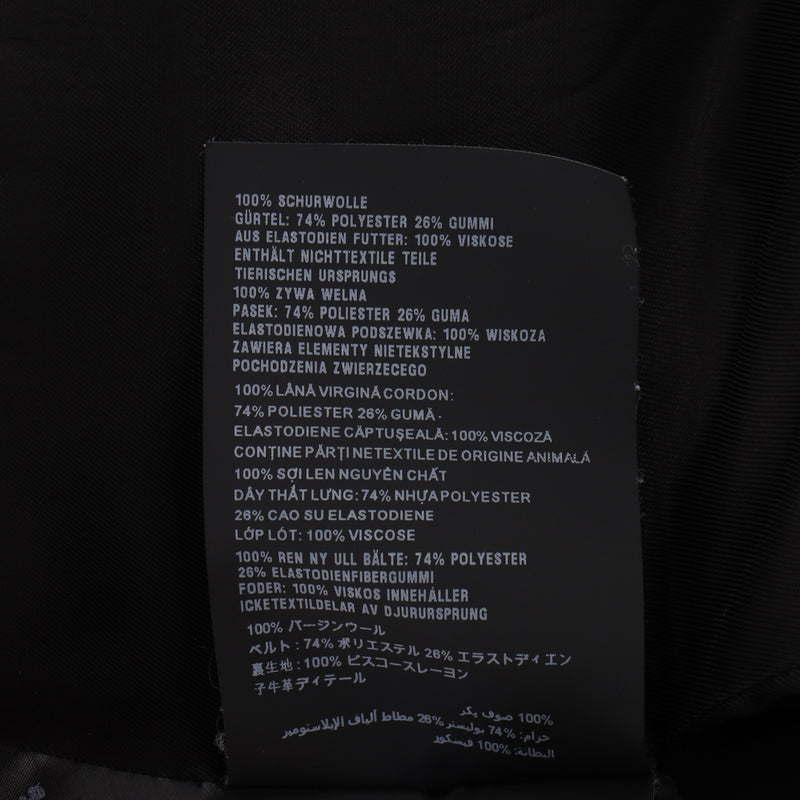 100% SCHURWOLLE
GÜRTEL: 74% POLYESTER 26% GUMMI
AUS ELASTODIEN FUTTER: 100% VISKOSE
ENTHÄLT NICHTTEXTILE TEILE
TIERISCHEN URSPRUNGS
100% ZYWA WELNA
PASEK: 74% POLIESTER 26% GUMA
ELASTODIENOWA PODSZEWKA: 100% WISKOZA
ZAWIERA ELEMENTY NIETEKSTYLNE
POCHODZENIA ZWIERZECEGO
100% LÂNĂ VIRGINĂ CORDON:
74% POLIESTER 26% GUMĂ -
ELASTODIENE CĂPTUŞEALĂ: 100% VISCOZĂ
CONŢINE PĂRŢI NETEXTILE DE ORIGINE ANIMALĂ
100% SỢI LEN NGUYÊN CHẤT
DÂY THẮT LƯNG: 74% NHỰA POLYESTER
26% CAO SU ELASTODIENE
LỚP LÓT: 100% VISCOSE
100% REN NY ULL BÄLTE: 74% POLYESTER
26% ELASTODIENFIBERGUMMI
FODER: 100% VISKOS INNEHÅLLER
ICKETEXTILDELAR AV DJURURSPRUNG
100% バージンウール
ベルト : 74% ポリエステル 26% エラストディエン
裏生地 : 100% ビスコースレーヨン
子牛革ディテール
100% صوف بكر
حزام: 74% بوليستر 26% مطاط ألياف الإيلاستومير
البطانة: 100% فيسكوز